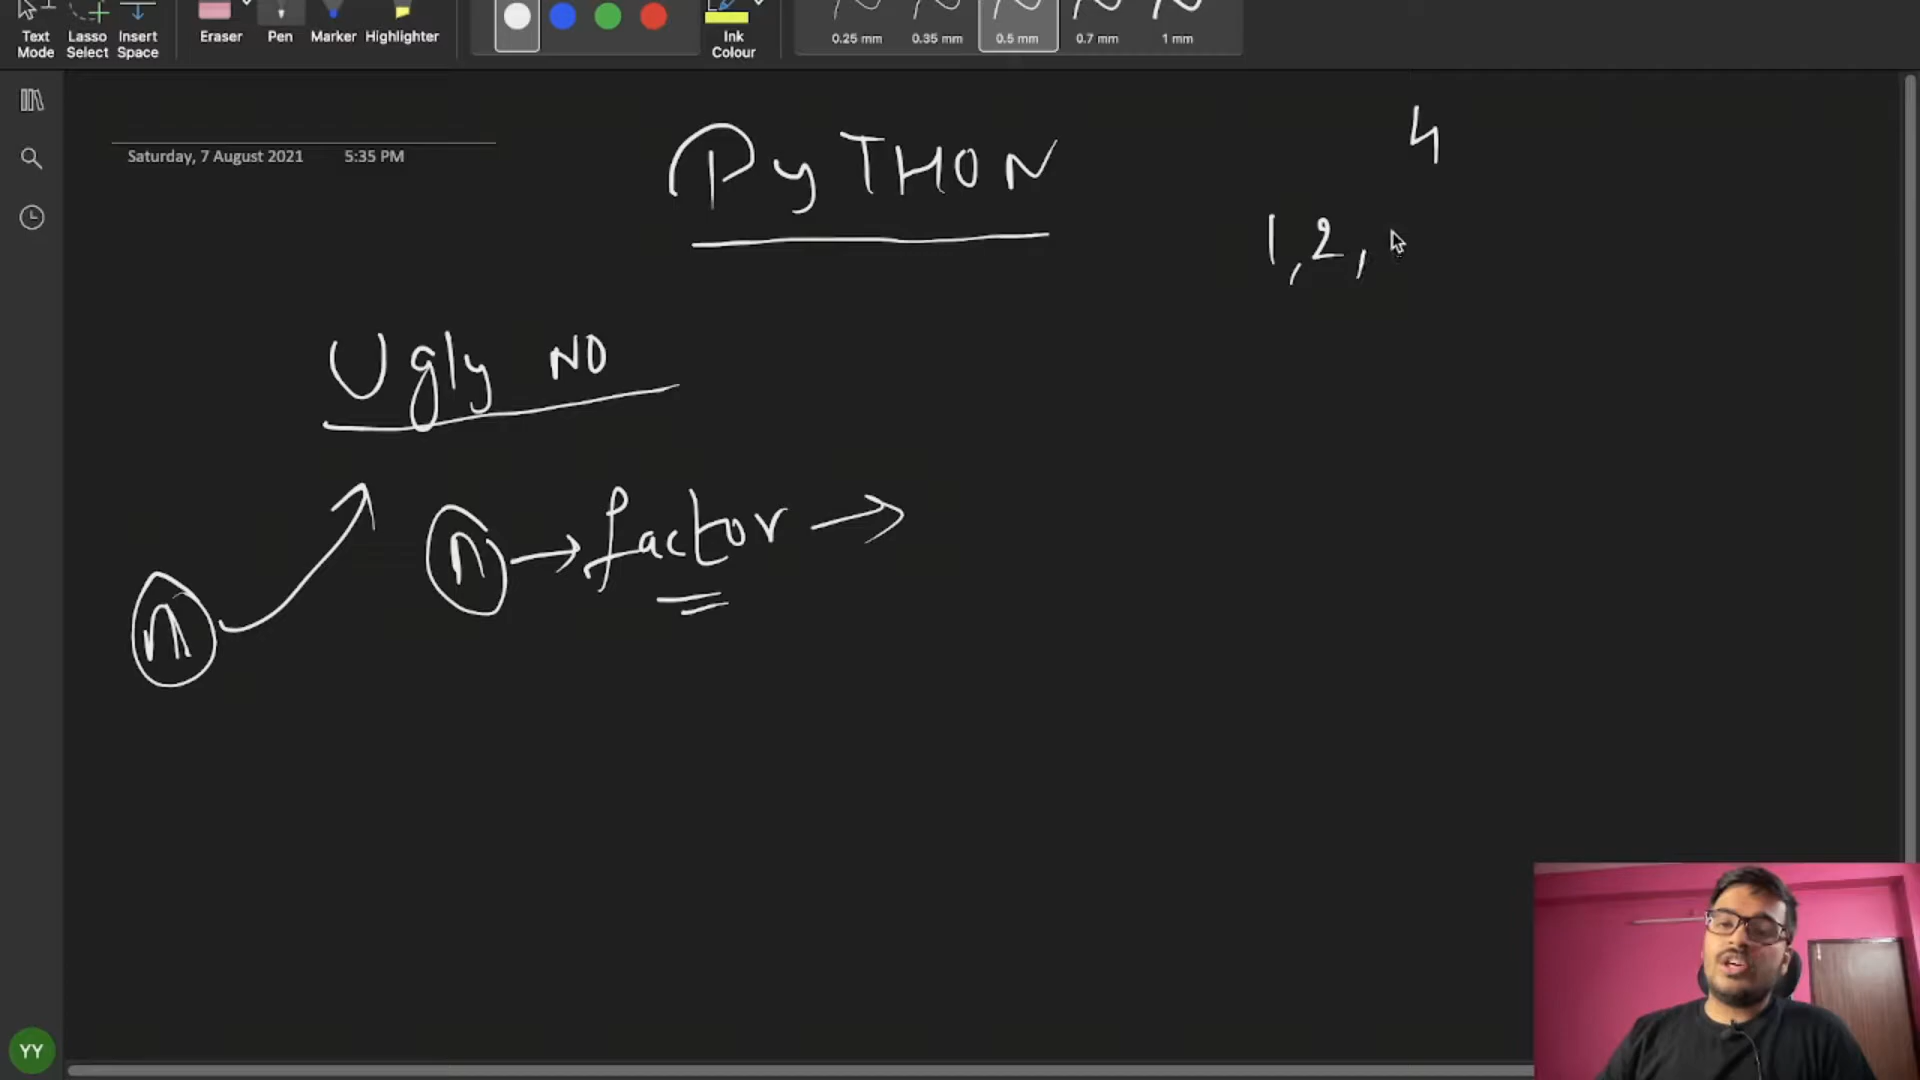 Text Mode
Lasso Select
Insert Space
Eraser
Pen
Marker
Highlighter
Ink Colour
0.25 mm
0.35 mm
0.5 mm
0.7 mm
1 mm
Saturday, 7 August 2021 5:35 PM
PyTHON
4
1, 2,
Ugly NO
n → factor →
n
YY